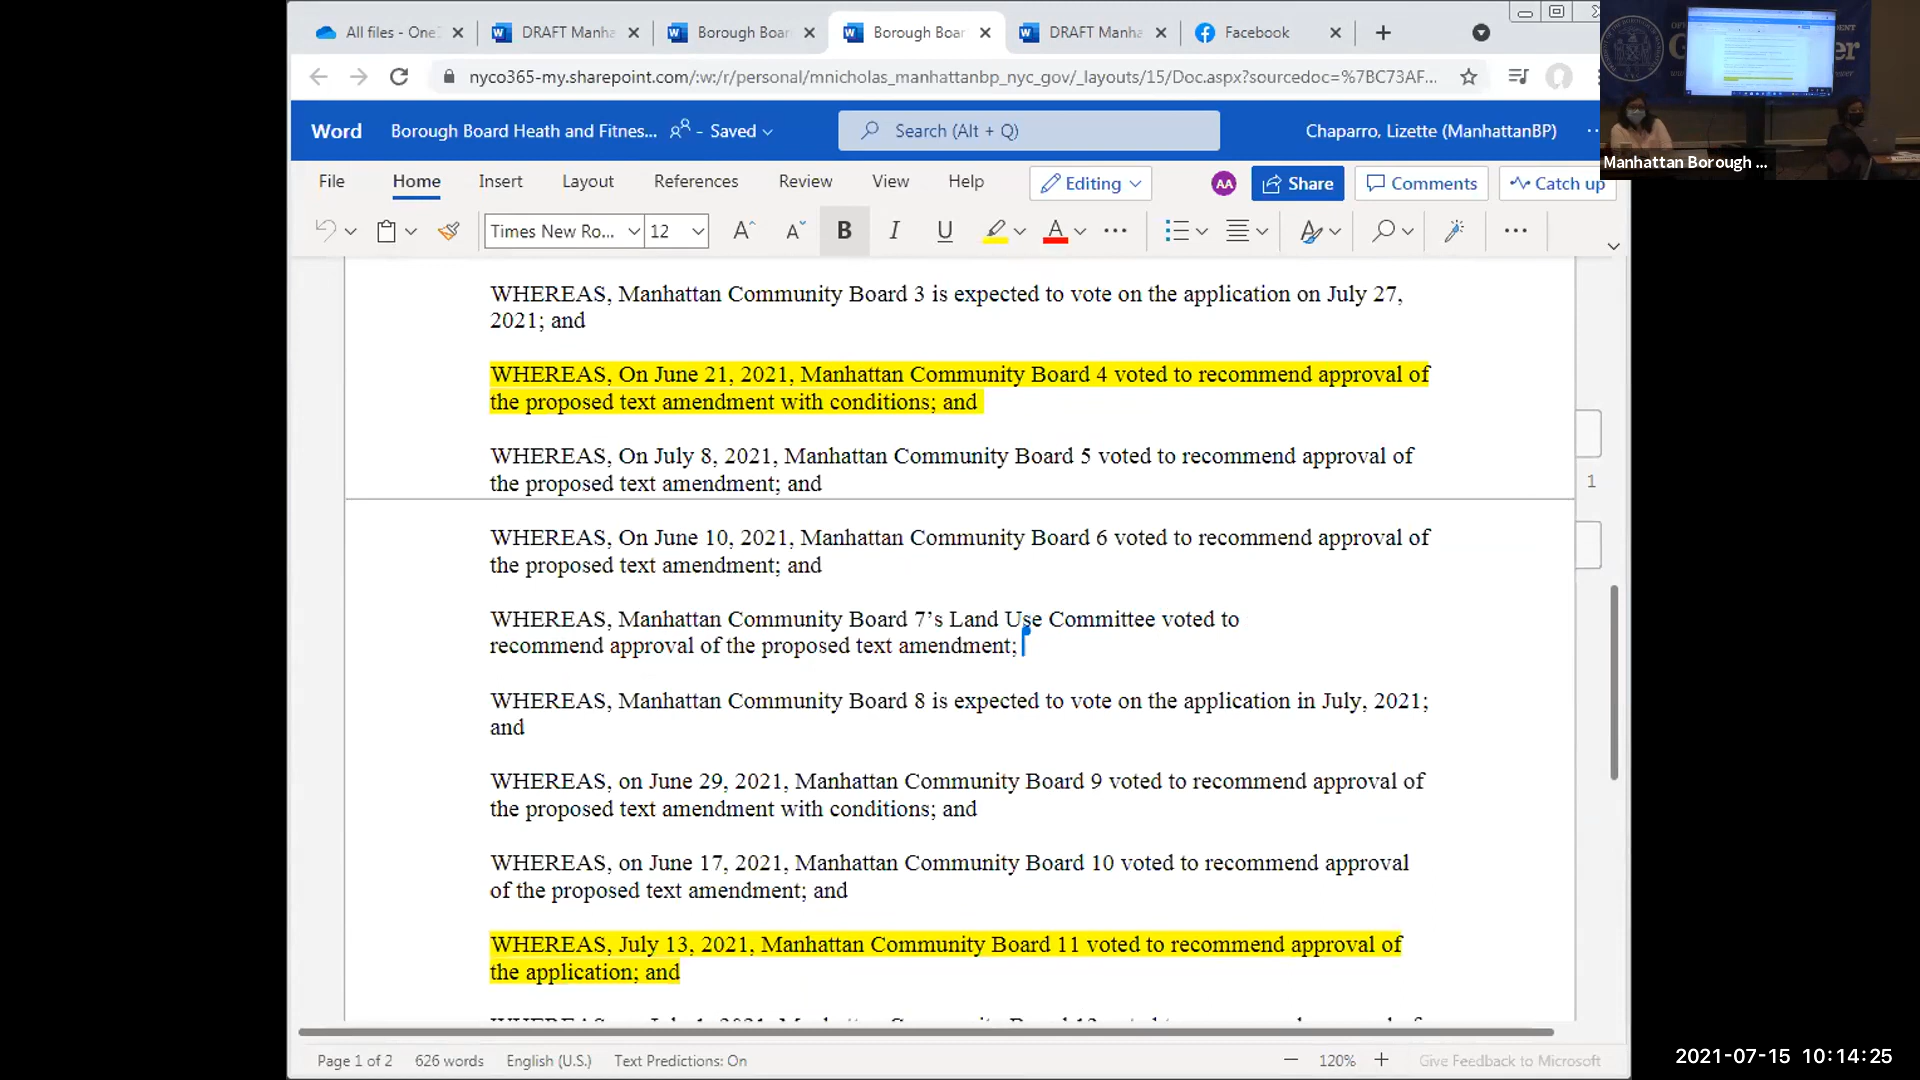 All files - One
DRAFT Manha
Borough Boar
Borough Boar
DRAFT Manha
Facebook
nyco365-my.sharepoint.com/:w:/r/personal/mnicholas_manhattanbp_nyc_gov/_layouts/15/Doc.aspx?sourcedoc=%7BC73AF...
Word
Borough Board Heath and Fitnes... - Saved
Search (Alt + Q)
Chaparro, Lizette (ManhattanBP)
Manhattan Borough ...
File
Home
Insert
Layout
References
Review
View
Help
Editing
AA
Share
Comments
Catch up
Times New Ro...
12
B
I
U
WHEREAS, Manhattan Community Board 3 is expected to vote on the application on July 27,
2021; and
WHEREAS, On June 21, 2021, Manhattan Community Board 4 voted to recommend approval of
the proposed text amendment with conditions; and
WHEREAS, On July 8, 2021, Manhattan Community Board 5 voted to recommend approval of
the proposed text amendment; and
1
WHEREAS, On June 10, 2021, Manhattan Community Board 6 voted to recommend approval of
the proposed text amendment; and
WHEREAS, Manhattan Community Board 7’s Land Use Committee voted to
recommend approval of the proposed text amendment;
WHEREAS, Manhattan Community Board 8 is expected to vote on the application in July, 2021;
and
WHEREAS, on June 29, 2021, Manhattan Community Board 9 voted to recommend approval of
the proposed text amendment with conditions; and
WHEREAS, on June 17, 2021, Manhattan Community Board 10 voted to recommend approval
of the proposed text amendment; and
WHEREAS, July 13, 2021, Manhattan Community Board 11 voted to recommend approval of
the application; and
Page 1 of 2
626 words
English (U.S.)
Text Predictions: On
120%
Give Feedback to Microsoft
2021-07-15 10:14:25